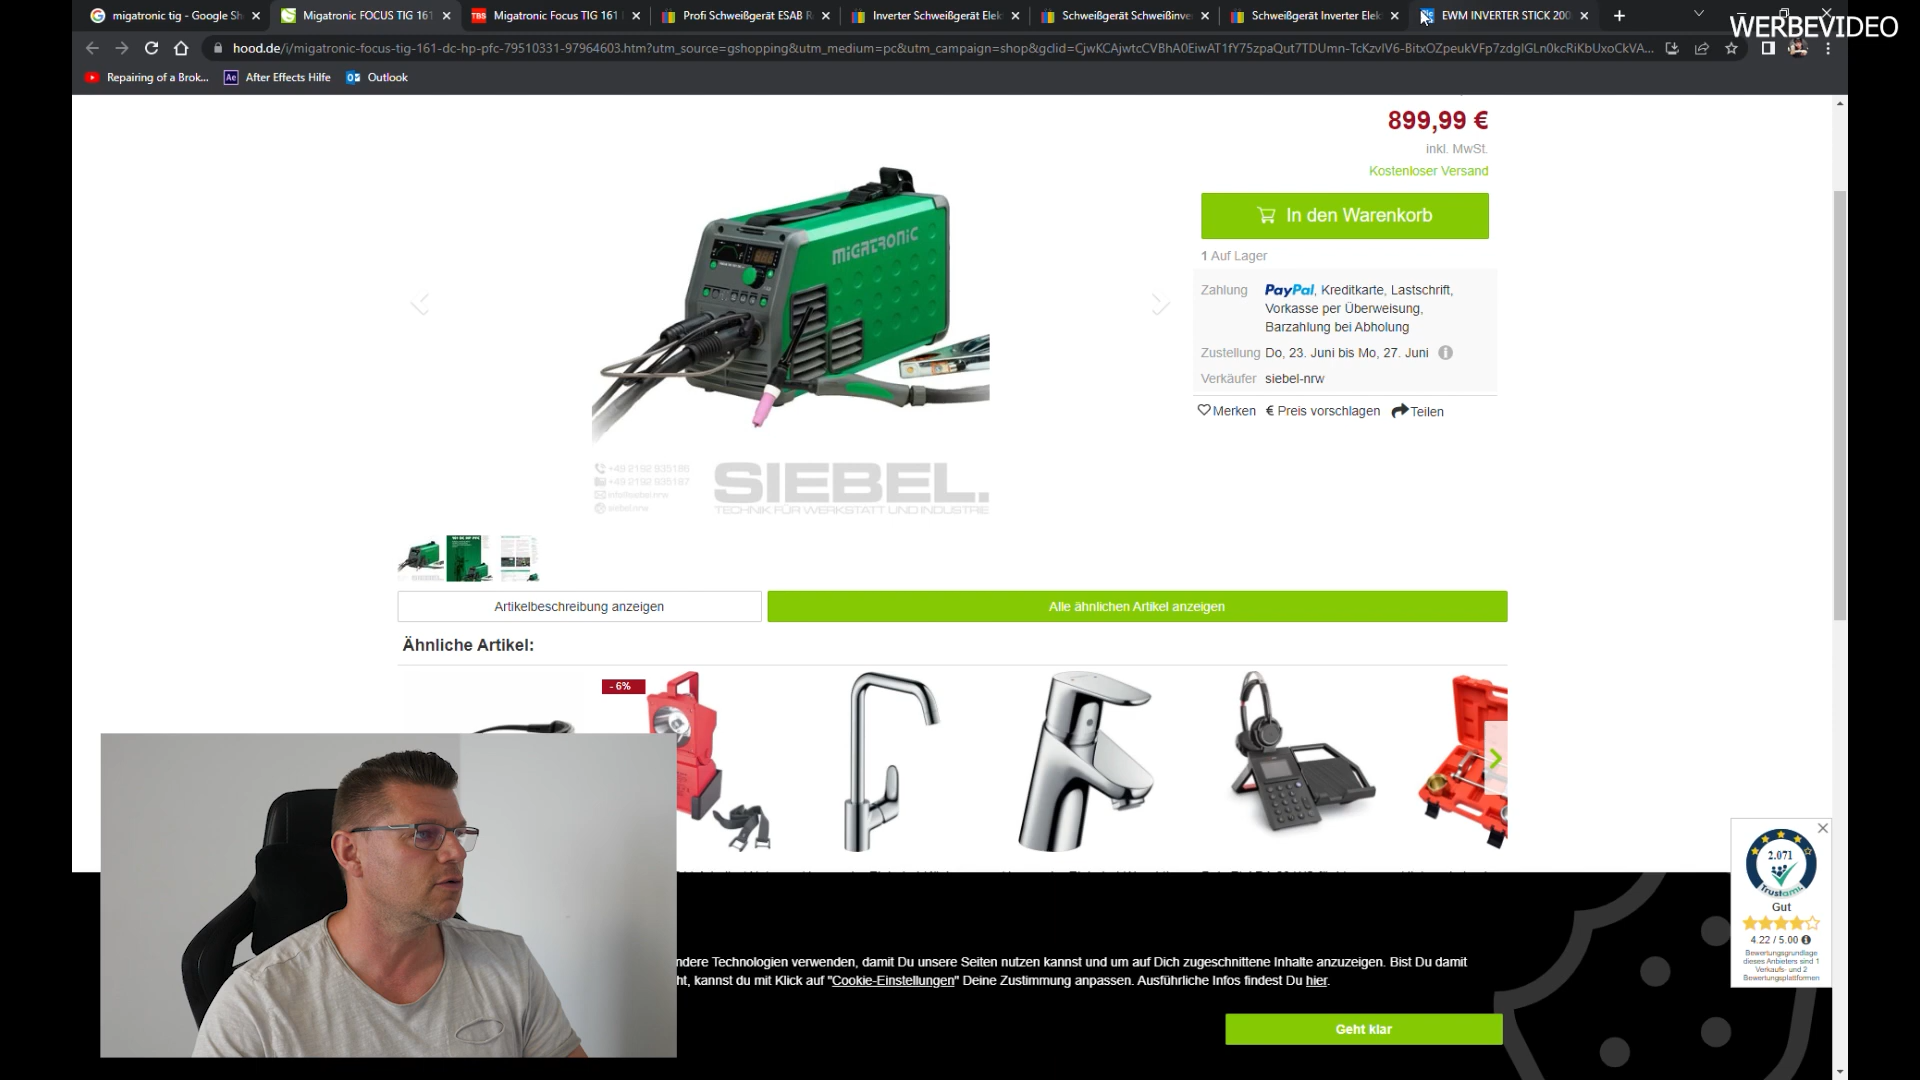 WERBEVIDEO
migatronic tig - Google Sh
Migatronic FOCUS TIG 161
TBS Migatronic Focus TIG 161
Profi Schweißgerät ESAB R
Inverter Schweißgerät Elek
Schweißgerät Schweißinve
Schweißgerät Inverter Elek
EWM INVERTER STICK 200
hood.de/i/migatronic-focus-tig-161-dc-hp-pfc-79510331-97964603.htm?utm_source=gshopping&utm_medium=pc&utm_campaign=shop&gclid=CjwKCAjwtcCVBhA0EiwAT1fY75zpaQut7TDUmn-TcKzvIV6-BitxOZpeukVFp7zdgIGLn0kcRiKbUxoCkVA...
Repairing of a Brok...
Ae After Effects Hilfe
Outlook
899,99 €
inkl. MwSt.
Kostenloser Versand
In den Warenkorb
1 Auf Lager
Zahlung PayPal, Kreditkarte, Lastschrift,
Vorkasse per Überweisung,
Barzahlung bei Abholung
Zustellung Do, 23. Juni bis Mo, 27. Juni
Verkäufer siebel-nrw
Merken € Preis vorschlagen Teilen
MIGATRONIC
+49 2192 935186
+49 2192 935187
info@siebel.nrw
siebel.nrw
SIEBEL.
TECHNIK FÜR WERKSTATT UND INDUSTRIE
Artikelbeschreibung anzeigen
Alle ähnlichen Artikel anzeigen
Ähnliche Artikel:
- 6%
ndere Technologien verwenden, damit Du unsere Seiten nutzen kannst und um auf Dich zugeschnittene Inhalte anzuzeigen. Bist Du damit
ht, kannst du mit Klick auf "Cookie-Einstellungen" Deine Zustimmung anpassen. Ausführliche Infos findest Du hier.
Geht klar
2.071
Trustami.
Gut
4.22 / 5.00
Bewertungsgrundlage
dieses Anbieters sind 1
Verkaufs- und 2
Bewertungsplattformen